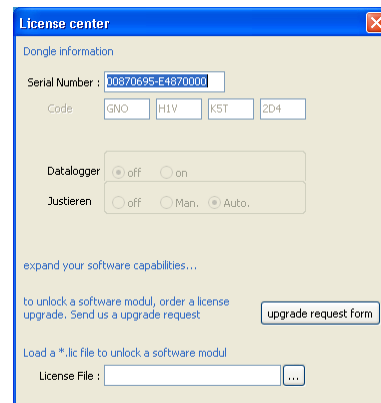 License center
Dongle information
Serial Number : 00870695-E4870000
Code GNO H1V K5T 2D4
Datalogger off on
Justieren off Man. Auto.
expand your software capabilities...
to unlock a software modul, order a license
upgrade. Send us a upgrade request
upgrade request form
Load a *.lic file to unlock a software modul
License File : ...